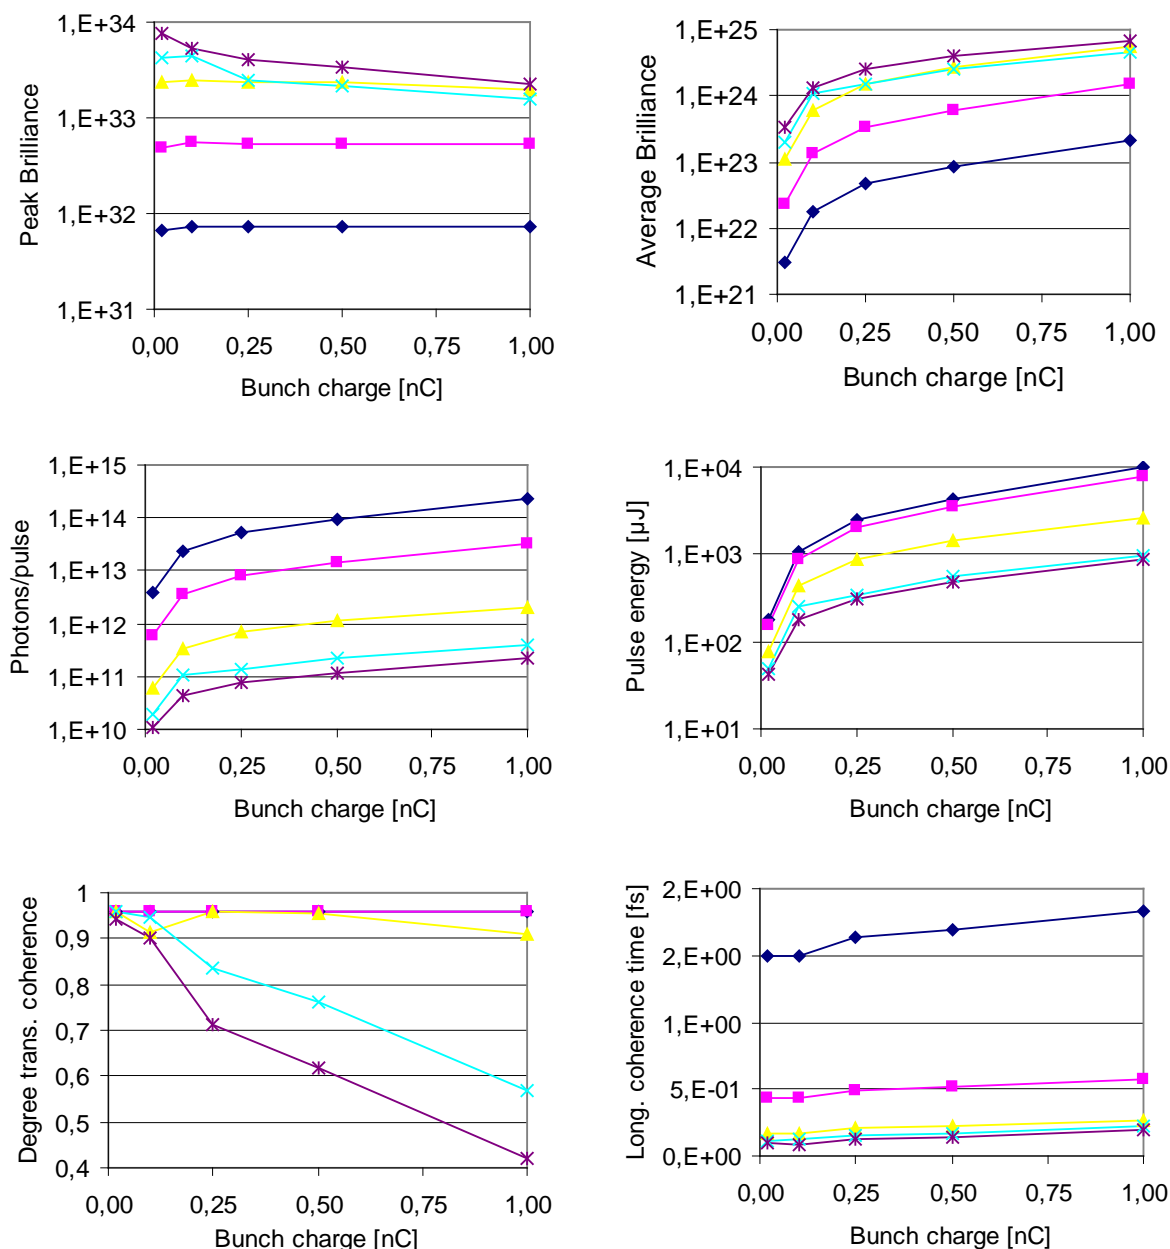 Peak Brilliance
1,E+34
1,E+33
1,E+32
1,E+31
0,00 0,25 0,50 0,75 1,00
Bunch charge [nC]
Average Brilliance
1,E+25
1,E+24
1,E+23
1,E+22
1,E+21
0,00 0,25 0,50 0,75 1,00
Bunch charge [nC]
Photons/pulse
1,E+15
1,E+14
1,E+13
1,E+12
1,E+11
1,E+10
0,00 0,25 0,50 0,75 1,00
Bunch charge [nC]
Pulse energy [µJ]
1,E+04
1,E+03
1,E+02
1,E+01
0,00 0,25 0,50 0,75 1,00
Bunch charge [nC]
Degree trans. coherence
1
0,9
0,8
0,7
0,6
0,5
0,4
0,00 0,25 0,50 0,75 1,00
Bunch charge [nC]
Long. coherence time [fs]
2,E+00
2,E+00
1,E+00
5,E-01
0,E+00
0,00 0,25 0,50 0,75 1,00
Bunch charge [nC]